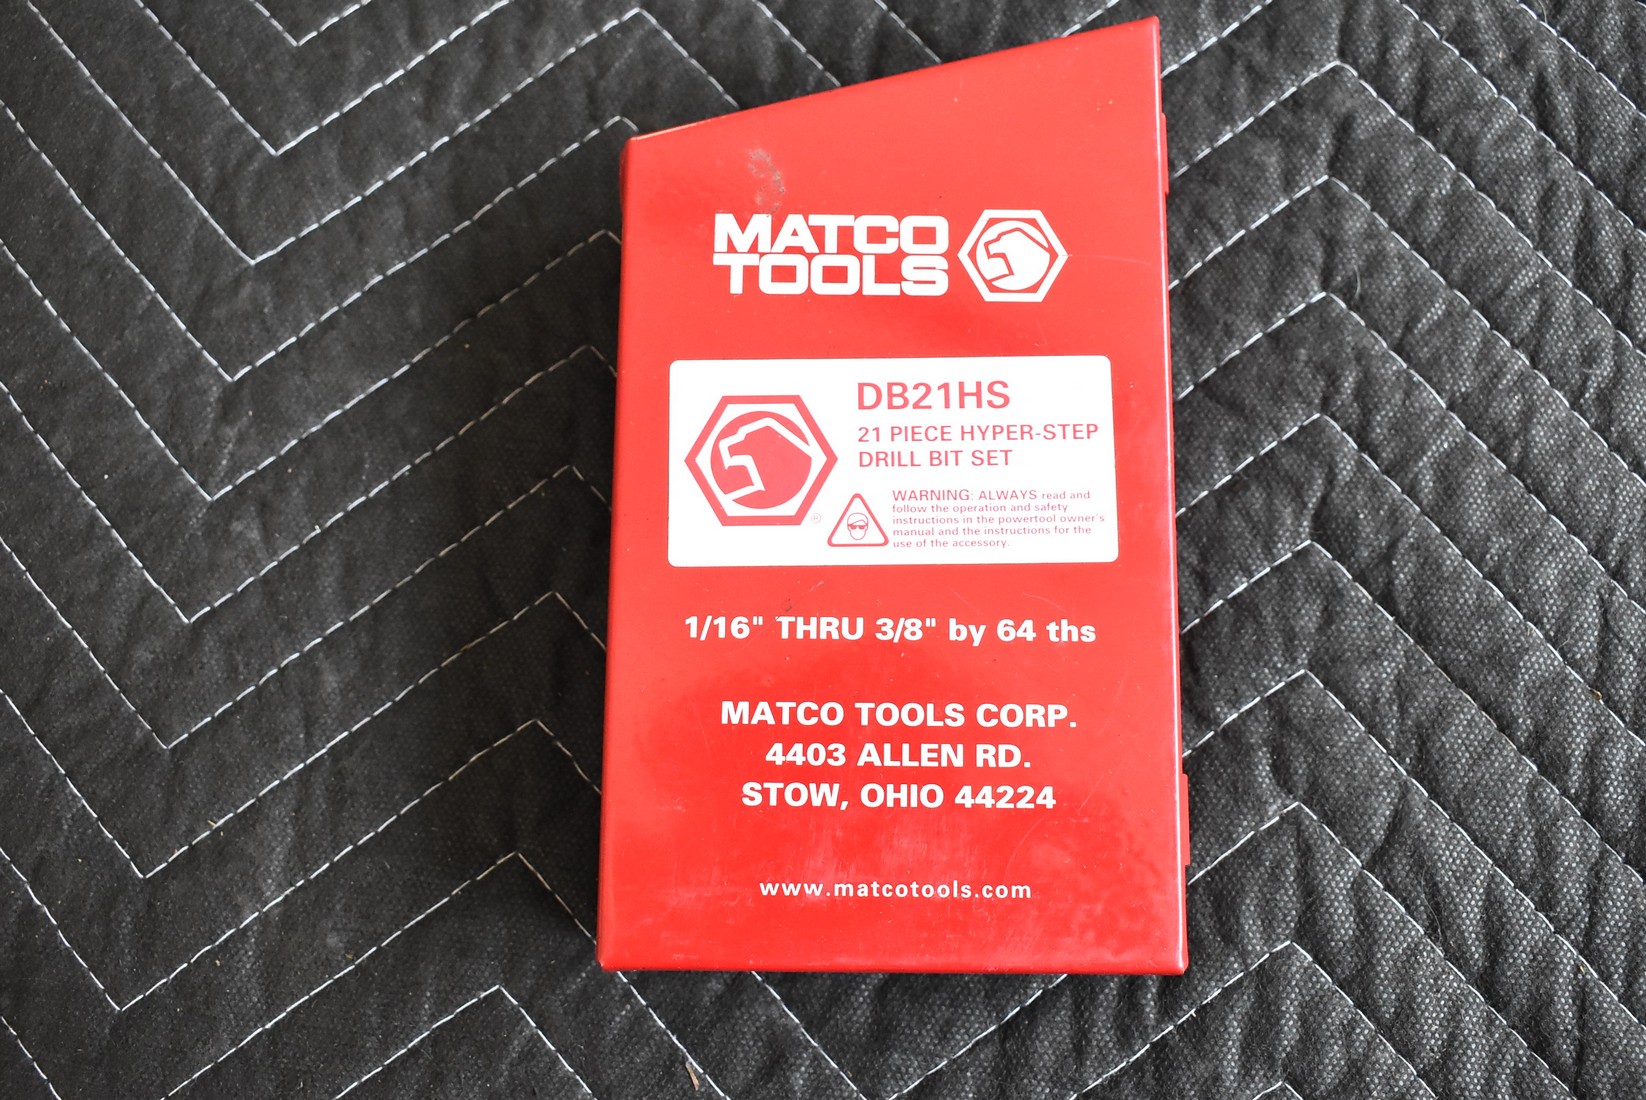 MATCO
TOOLS
DB21HS
21 PIECE HYPER-STEP
DRILL BIT SET
WARNING: ALWAYS read and
follow the operation and safety
instructions in the powertool owner's
manual and the instructions for the
use of the accessory.
®
1/16" THRU 3/8" by 64 ths
MATCO TOOLS CORP.
4403 ALLEN RD.
STOW, OHIO 44224
www.matcotools.com